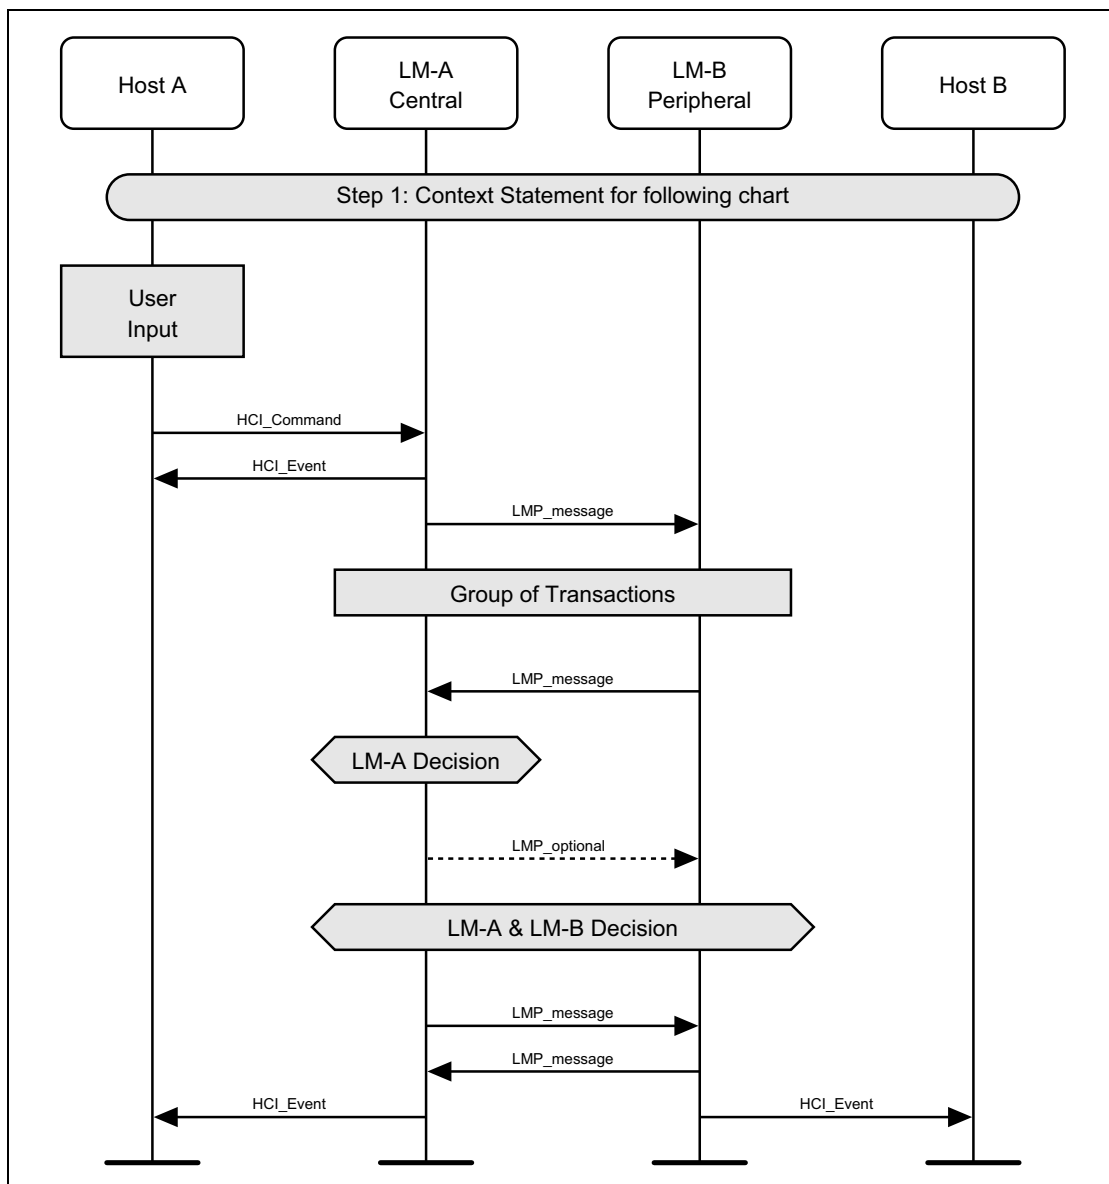 Host A
LM-A
Central
LM-B
Peripheral
Host B
Step 1: Context Statement for following chart
User
Input
HCI_Command
HCI_Event
LMP_message
Group of Transactions
LMP_message
LM-A Decision
LMP_optional
LM-A & LM-B Decision
LMP_message
LMP_message
HCI_Event
HCI_Event